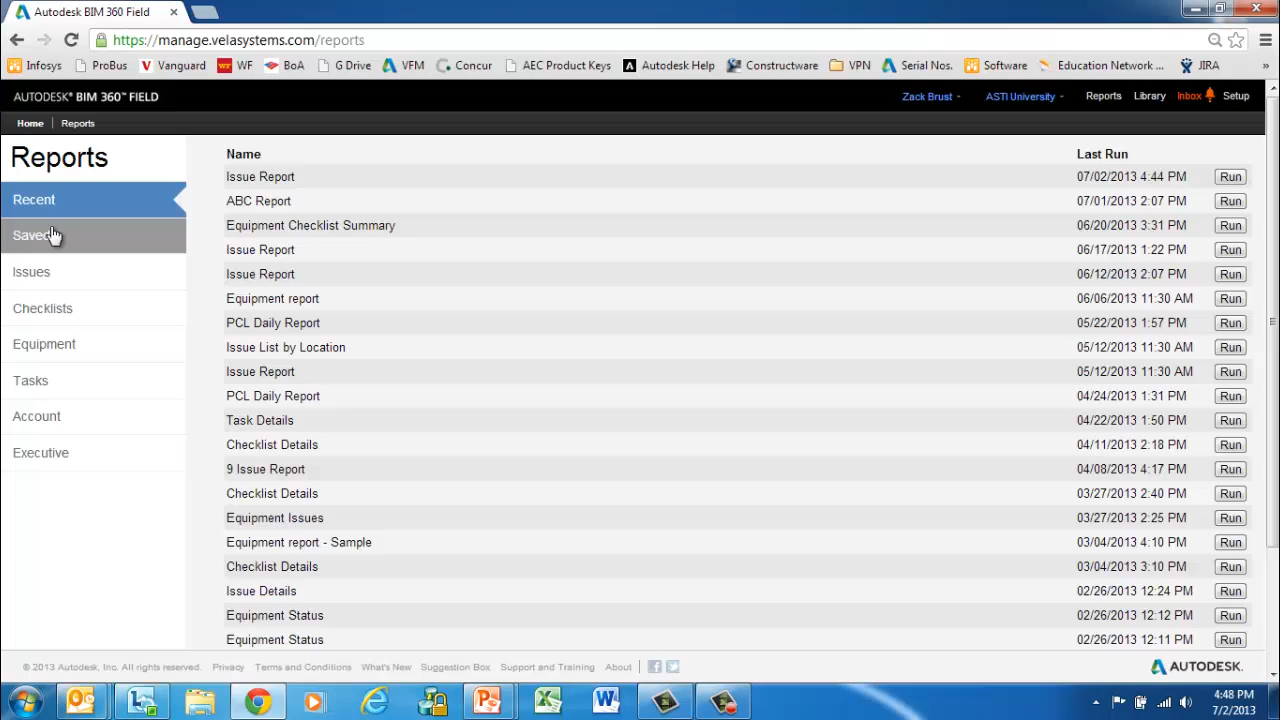 Autodesk BIM 360 Field
https://manage.velasystems.com/reports
Infosys ProBus Vanguard WF BoA G Drive VFM Concur AEC Product Keys Autodesk Help Constructware VPN Serial Nos. Software Education Network ... JIRA »
AUTODESK® BIM 360™ FIELD Zack Brust ASTI University Reports Library Inbox Setup
Home Reports
Reports
Recent
Saved
Issues
Checklists
Equipment
Tasks
Account
Executive
Name Last Run
Issue Report 07/02/2013 4:44 PM Run
ABC Report 07/01/2013 2:07 PM Run
Equipment Checklist Summary 06/20/2013 3:31 PM Run
Issue Report 06/17/2013 1:22 PM Run
Issue Report 06/12/2013 2:07 PM Run
Equipment report 06/06/2013 11:30 AM Run
PCL Daily Report 05/22/2013 1:57 PM Run
Issue List by Location 05/12/2013 11:30 AM Run
Issue Report 05/12/2013 11:30 AM Run
PCL Daily Report 04/24/2013 1:31 PM Run
Task Details 04/22/2013 1:50 PM Run
Checklist Details 04/11/2013 2:18 PM Run
9 Issue Report 04/08/2013 4:17 PM Run
Checklist Details 03/27/2013 2:40 PM Run
Equipment Issues 03/27/2013 2:25 PM Run
Equipment report - Sample 03/04/2013 4:10 PM Run
Checklist Details 03/04/2013 3:10 PM Run
Issue Details 02/26/2013 12:24 PM Run
Equipment Status 02/26/2013 12:12 PM Run
Equipment Status 02/26/2013 12:11 PM Run
© 2013 Autodesk, Inc. All rights reserved. Privacy Terms and Conditions What's New Suggestion Box Support and Training About AUTODESK.
4:48 PM
7/2/2013